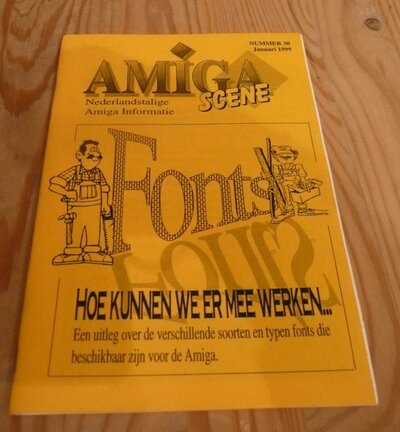 NUMMER 30
Januari 1999
AMIGA
SCENE
Nederlandstalige
Amiga Informatie
Fonts
HOE KUNNEN WE ER MEE WERKEN...
Een uitleg over de verschillende soorten en typen fonts die
beschikbaar zijn voor de Amiga.